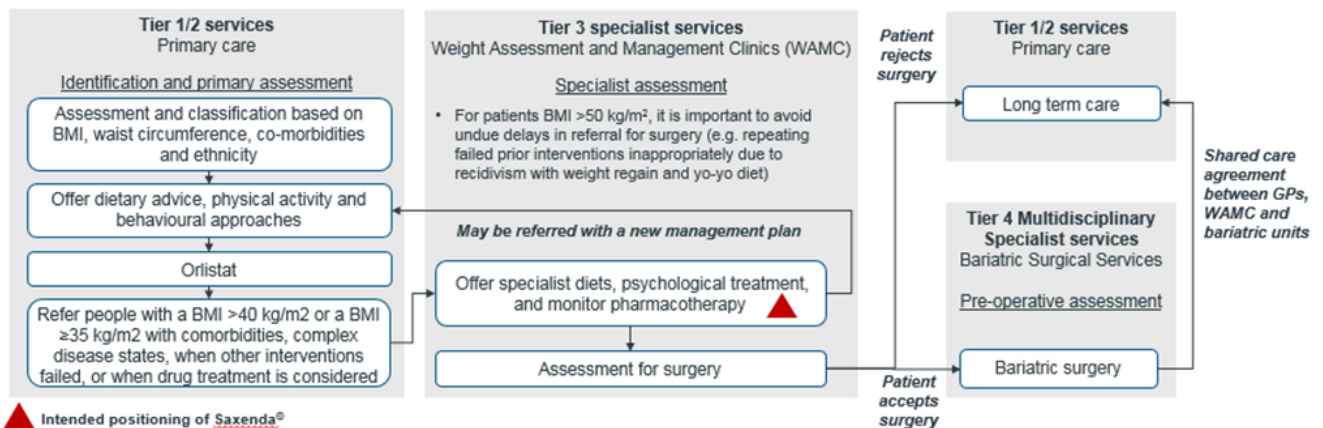 Tier 1/2 services
Primary care
Identification and primary assessment
Assessment and classification based on
BMI, waist circumference, co-morbidities
and ethnicity
Offer dietary advice, physical activity and
behavioural approaches
Orlistat
Refer people with a BMI >40 kg/m2 or a BMI
≥35 kg/m2 with comorbidities, complex
disease states, when other interventions
failed, or when drug treatment is considered
Tier 3 specialist services
Weight Assessment and Management Clinics (WAMC)
Specialist assessment
• For patients BMI >50 kg/m², it is important to avoid
undue delays in referral for surgery (e.g. repeating
failed prior interventions inappropriately due to
recidivism with weight regain and yo-yo diet)
May be referred with a new management plan
Offer specialist diets, psychological treatment,
and monitor pharmacotherapy
Assessment for surgery
Patient
rejects
surgery
Patient
accepts
surgery
Tier 1/2 services
Primary care
Long term care
Tier 4 Multidisciplinary
Specialist services
Bariatric Surgical Services
Pre-operative assessment
Bariatric surgery
Shared care
agreement
between GPs,
WAMC and
bariatric units
Intended positioning of Saxenda©